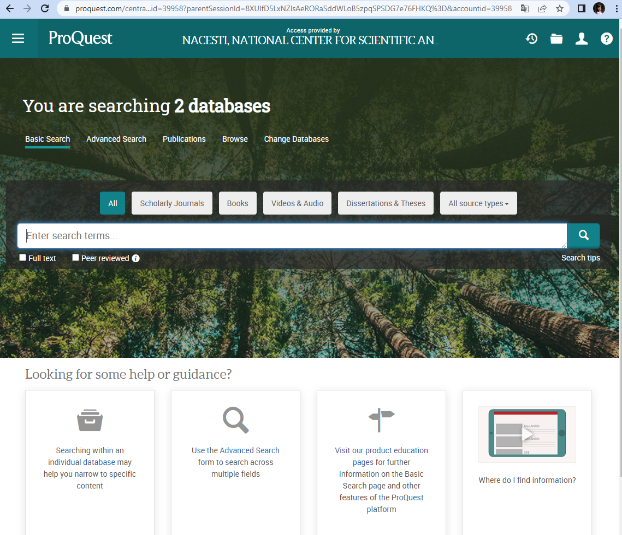 proquest.com/centra...id=39958?parentSessionId=8XUlfD5LxNZIsAeRORaSddWLoB5zpqSPSDG7e76FHKQ%3D&accountid=39958
ProQuest
Access provided by
NACESTI, NATIONAL CENTER FOR SCIENTIFIC AN...
You are searching 2 databases
Basic Search Advanced Search Publications Browse Change Databases
All Scholarly Journals Books Videos & Audio Dissertations & Theses All source types
Enter search terms...
Full text Peer reviewed Search tips
Looking for some help or guidance?
Searching within an
individual database may
help you narrow to specific
content
Use the Advanced Search
form to search across
multiple fields
Visit our product education
pages for further
information on the Basic
Search page and other
features of the ProQuest
platform
Where do I find information?